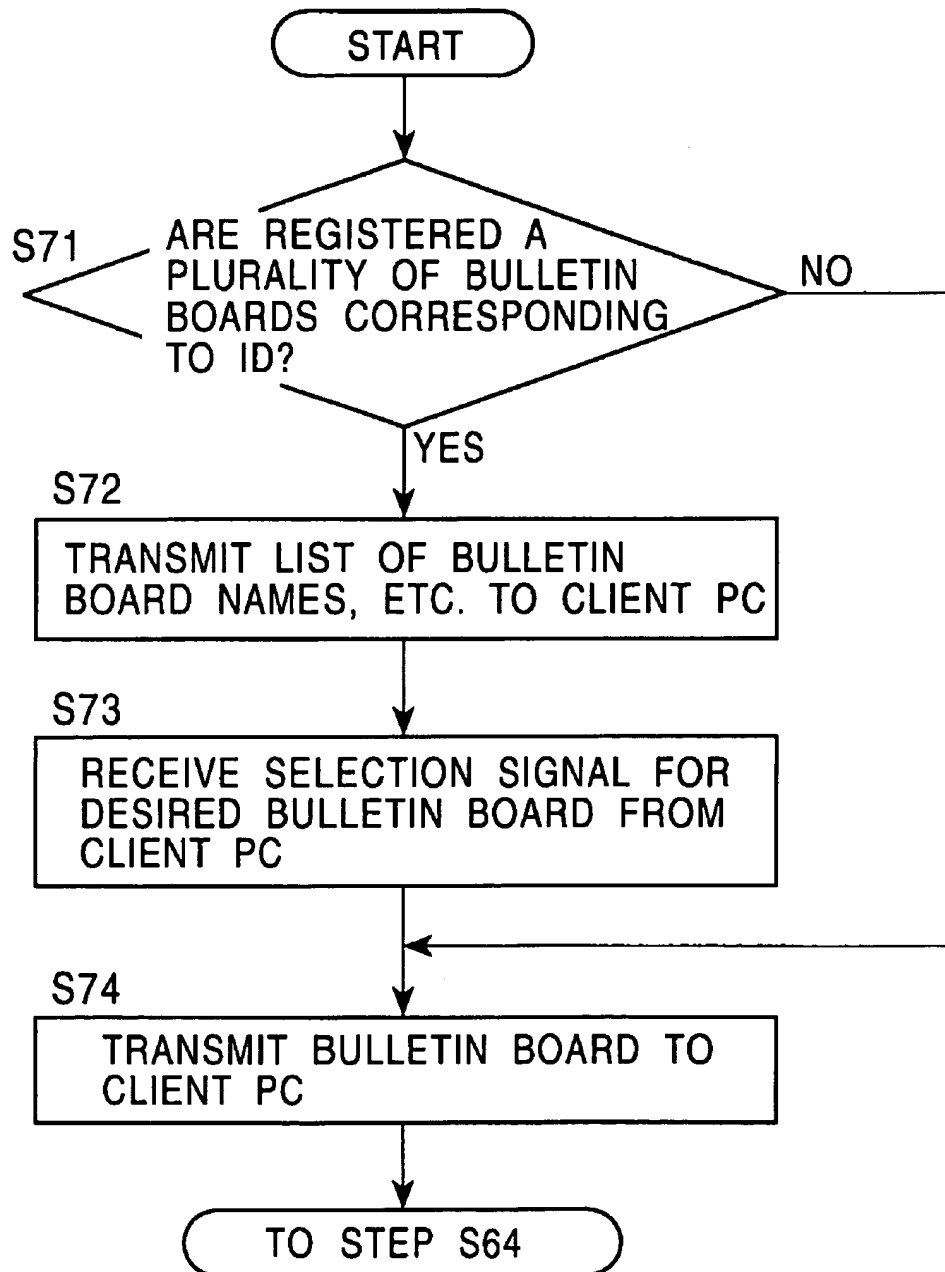 START
S71
ARE REGISTERED A
PLURALITY OF BULLETIN
BOARDS CORRESPONDING
TO ID?
NO
YES
S72
TRANSMIT LIST OF BULLETIN
BOARD NAMES, ETC. TO CLIENT PC
S73
RECEIVE SELECTION SIGNAL FOR
DESIRED BULLETIN BOARD FROM
CLIENT PC
S74
TRANSMIT BULLETIN BOARD TO
CLIENT PC
TO STEP S64